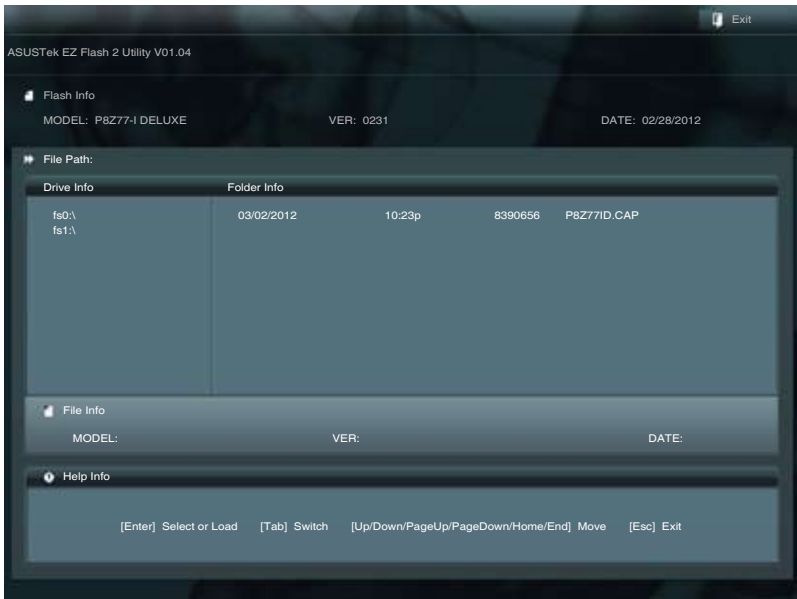 Exit
ASUSTek EZ Flash 2 Utility V01.04
Flash Info
MODEL: P8Z77-I DELUXE VER: 0231 DATE: 02/28/2012
File Path:
Drive Info Folder Info
fs0:\ 03/02/2012 10:23p 8390656 P8Z77ID.CAP
fs1:\
File Info
MODEL: VER: DATE:
Help Info
[Enter] Select or Load [Tab] Switch [Up/Down/PageUp/PageDown/Home/End] Move [Esc] Exit